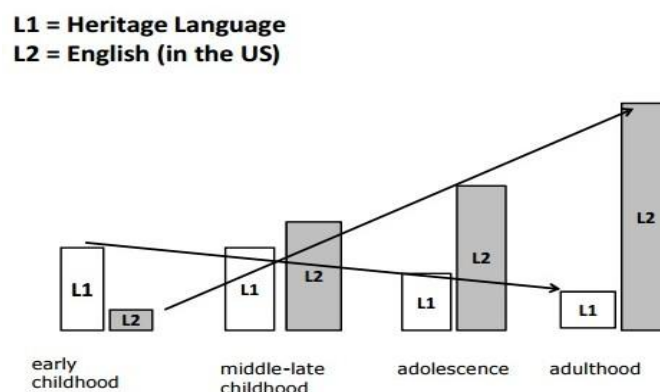 L1 = Heritage Language
L2 = English (in the US)
L1
L2
L1
L2
L1
L2
L1
L2
early
childhood
middle-late
childhood
adolescence
adulthood